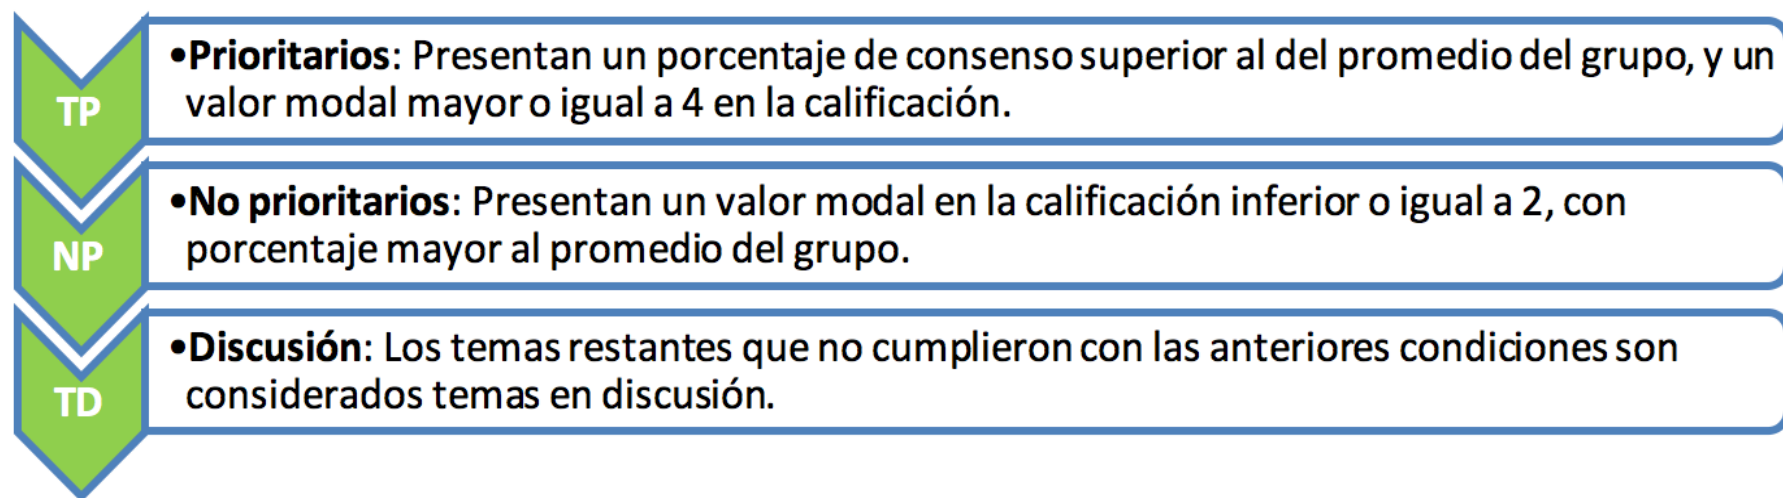 TP
•Prioritarios: Presentan un porcentaje de consenso superior al del promedio del grupo, y un
valor modal mayor o igual a 4 en la calificación.
NP
•No prioritarios: Presentan un valor modal en la calificación inferior o igual a 2, con
porcentaje mayor al promedio del grupo.
TD
•Discusión: Los temas restantes que no cumplieron con las anteriores condiciones son
considerados temas en discusión.